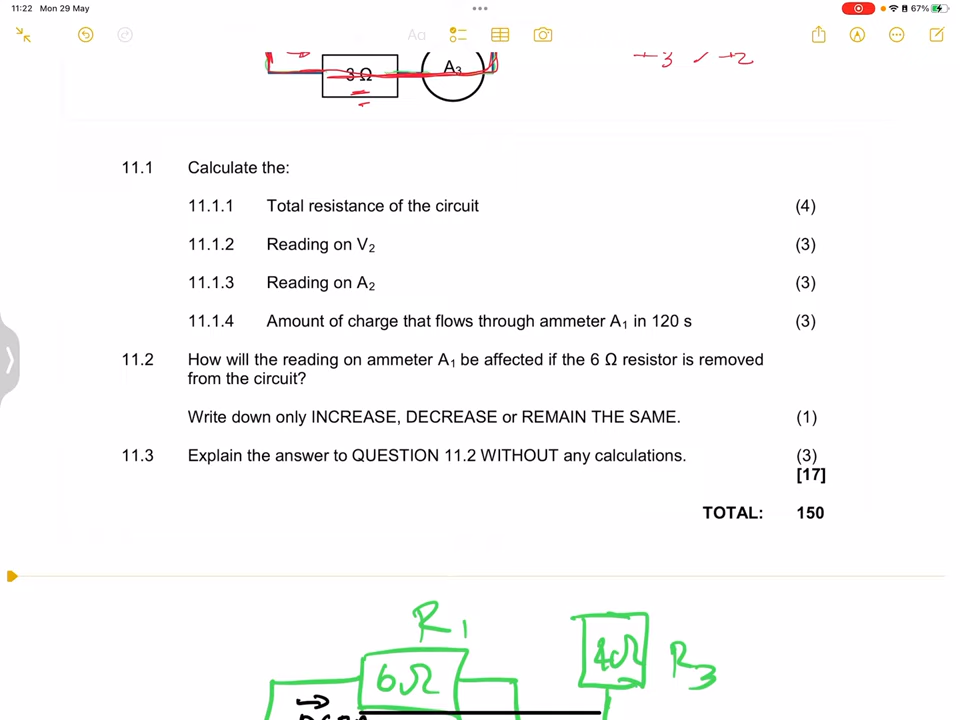 11:22 Mon 29 May
67%
Aa
3 Ω
A3
÷3 ✓ ÷2
11.1 Calculate the:
11.1.1 Total resistance of the circuit (4)
11.1.2 Reading on V2 (3)
11.1.3 Reading on A2 (3)
11.1.4 Amount of charge that flows through ammeter A1 in 120 s (3)
11.2 How will the reading on ammeter A1 be affected if the 6 Ω resistor is removed
from the circuit?
Write down only INCREASE, DECREASE or REMAIN THE SAME. (1)
11.3 Explain the answer to QUESTION 11.2 WITHOUT any calculations. (3)
[17]
TOTAL: 150
R1
4Ω R3
6Ω